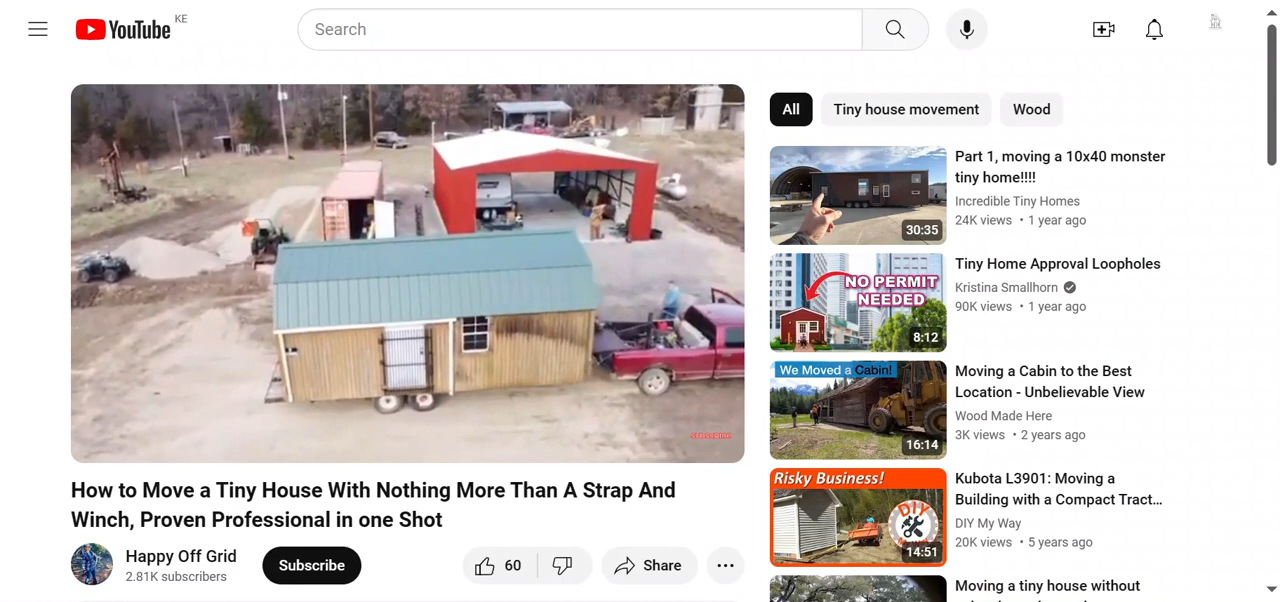 YouTube KE
Search
All
Tiny house movement
Wood
SUBSCRIBE
How to Move a Tiny House With Nothing More Than A Strap And
Winch, Proven Professional in one Shot
Happy Off Grid
2.81K subscribers
Subscribe
60
Share
30:35
Part 1, moving a 10x40 monster
tiny home!!!!
Incredible Tiny Homes
24K views • 1 year ago
NO PERMIT
NEEDED
8:12
Tiny Home Approval Loopholes
Kristina Smallhorn
90K views • 1 year ago
We Moved a Cabin!
16:14
Moving a Cabin to the Best
Location - Unbelievable View
Wood Made Here
3K views • 2 years ago
Risky Business!
DIY
14:51
Kubota L3901: Moving a
Building with a Compact Tract...
DIY My Way
20K views • 5 years ago
Moving a tiny house without